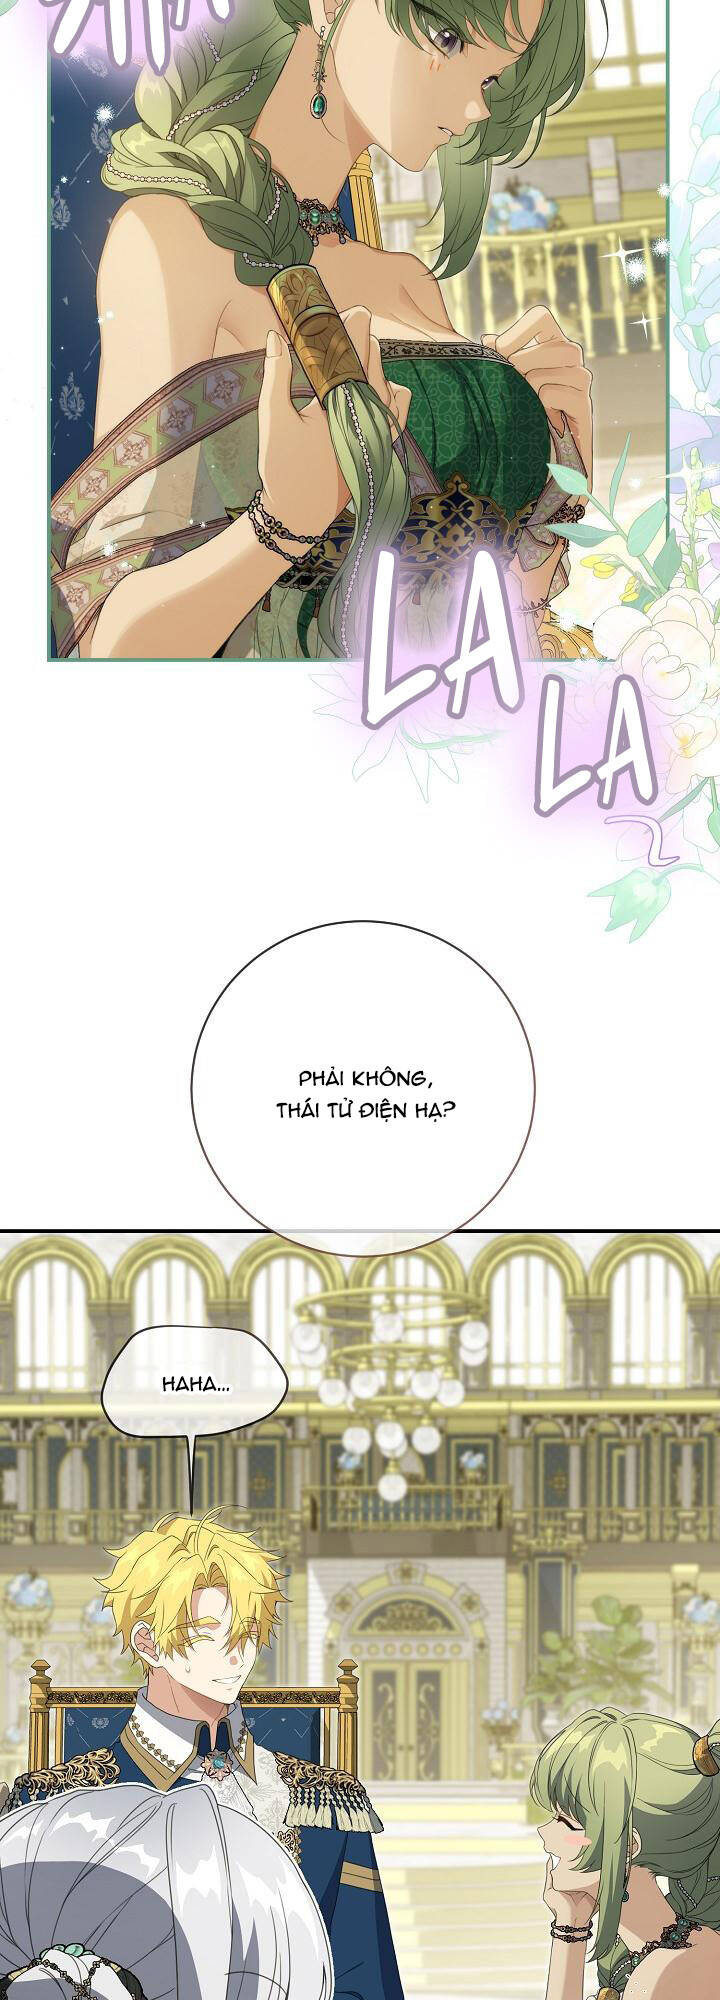 LA
LA
PHẢI KHÔNG,
THÁI TỬ ĐIỆN HẠ?
HAHA...